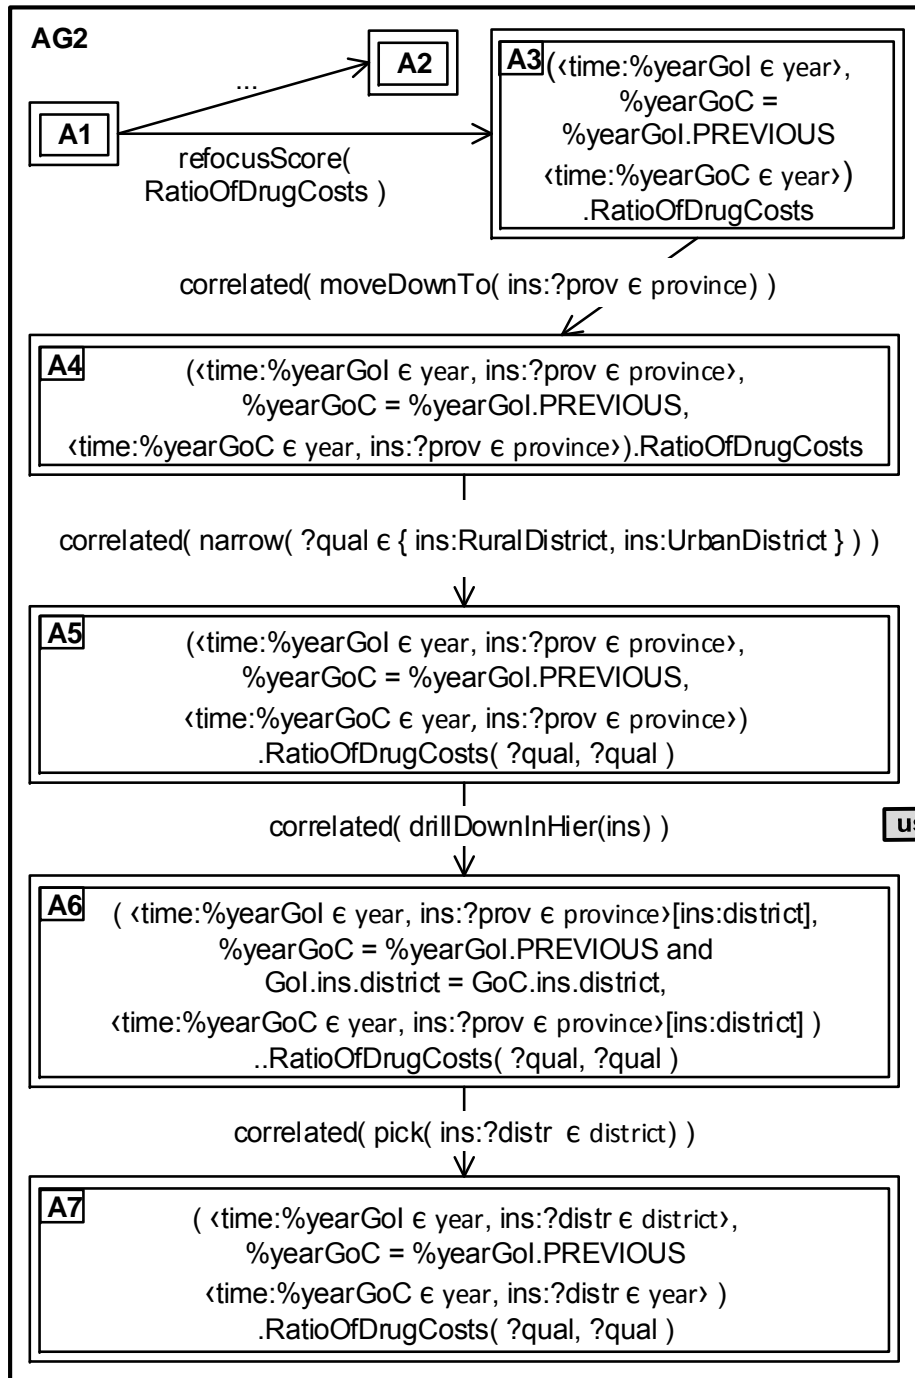 AG2
A2
...
A1
refocusScore(
RatioOfDrugCosts )
A3 (‹time:%yearGoI ϵ year›,
%yearGoC =
%yearGoI.PREVIOUS
‹time:%yearGoC ϵ year›)
.RatioOfDrugCosts
correlated( moveDownTo( ins:?prov ϵ province) )
A4
(‹time:%yearGoI ϵ year, ins:?prov ϵ province›,
%yearGoC = %yearGoI.PREVIOUS,
‹time:%yearGoC ϵ year, ins:?prov ϵ province›).RatioOfDrugCosts
correlated( narrow( ?qual ϵ { ins:RuralDistrict, ins:UrbanDistrict } ) )
A5
(‹time:%yearGoI ϵ year, ins:?prov ϵ province›,
%yearGoC = %yearGoI.PREVIOUS,
‹time:%yearGoC ϵ year, ins:?prov ϵ province›)
.RatioOfDrugCosts( ?qual, ?qual )
correlated( drillDownInHier(ins) )
A6
( ‹time:%yearGoI ϵ year, ins:?prov ϵ province›[ins:district],
%yearGoC = %yearGoI.PREVIOUS and
GoI.ins.district = GoC.ins.district,
‹time:%yearGoC ϵ year, ins:?prov ϵ province›[ins:district] )
..RatioOfDrugCosts( ?qual, ?qual )
correlated( pick( ins:?distr ϵ district) )
A7
( ‹time:%yearGoI ϵ year, ins:?distr ϵ district›,
%yearGoC = %yearGoI.PREVIOUS
‹time:%yearGoC ϵ year, ins:?distr ϵ year› )
.RatioOfDrugCosts( ?qual, ?qual )